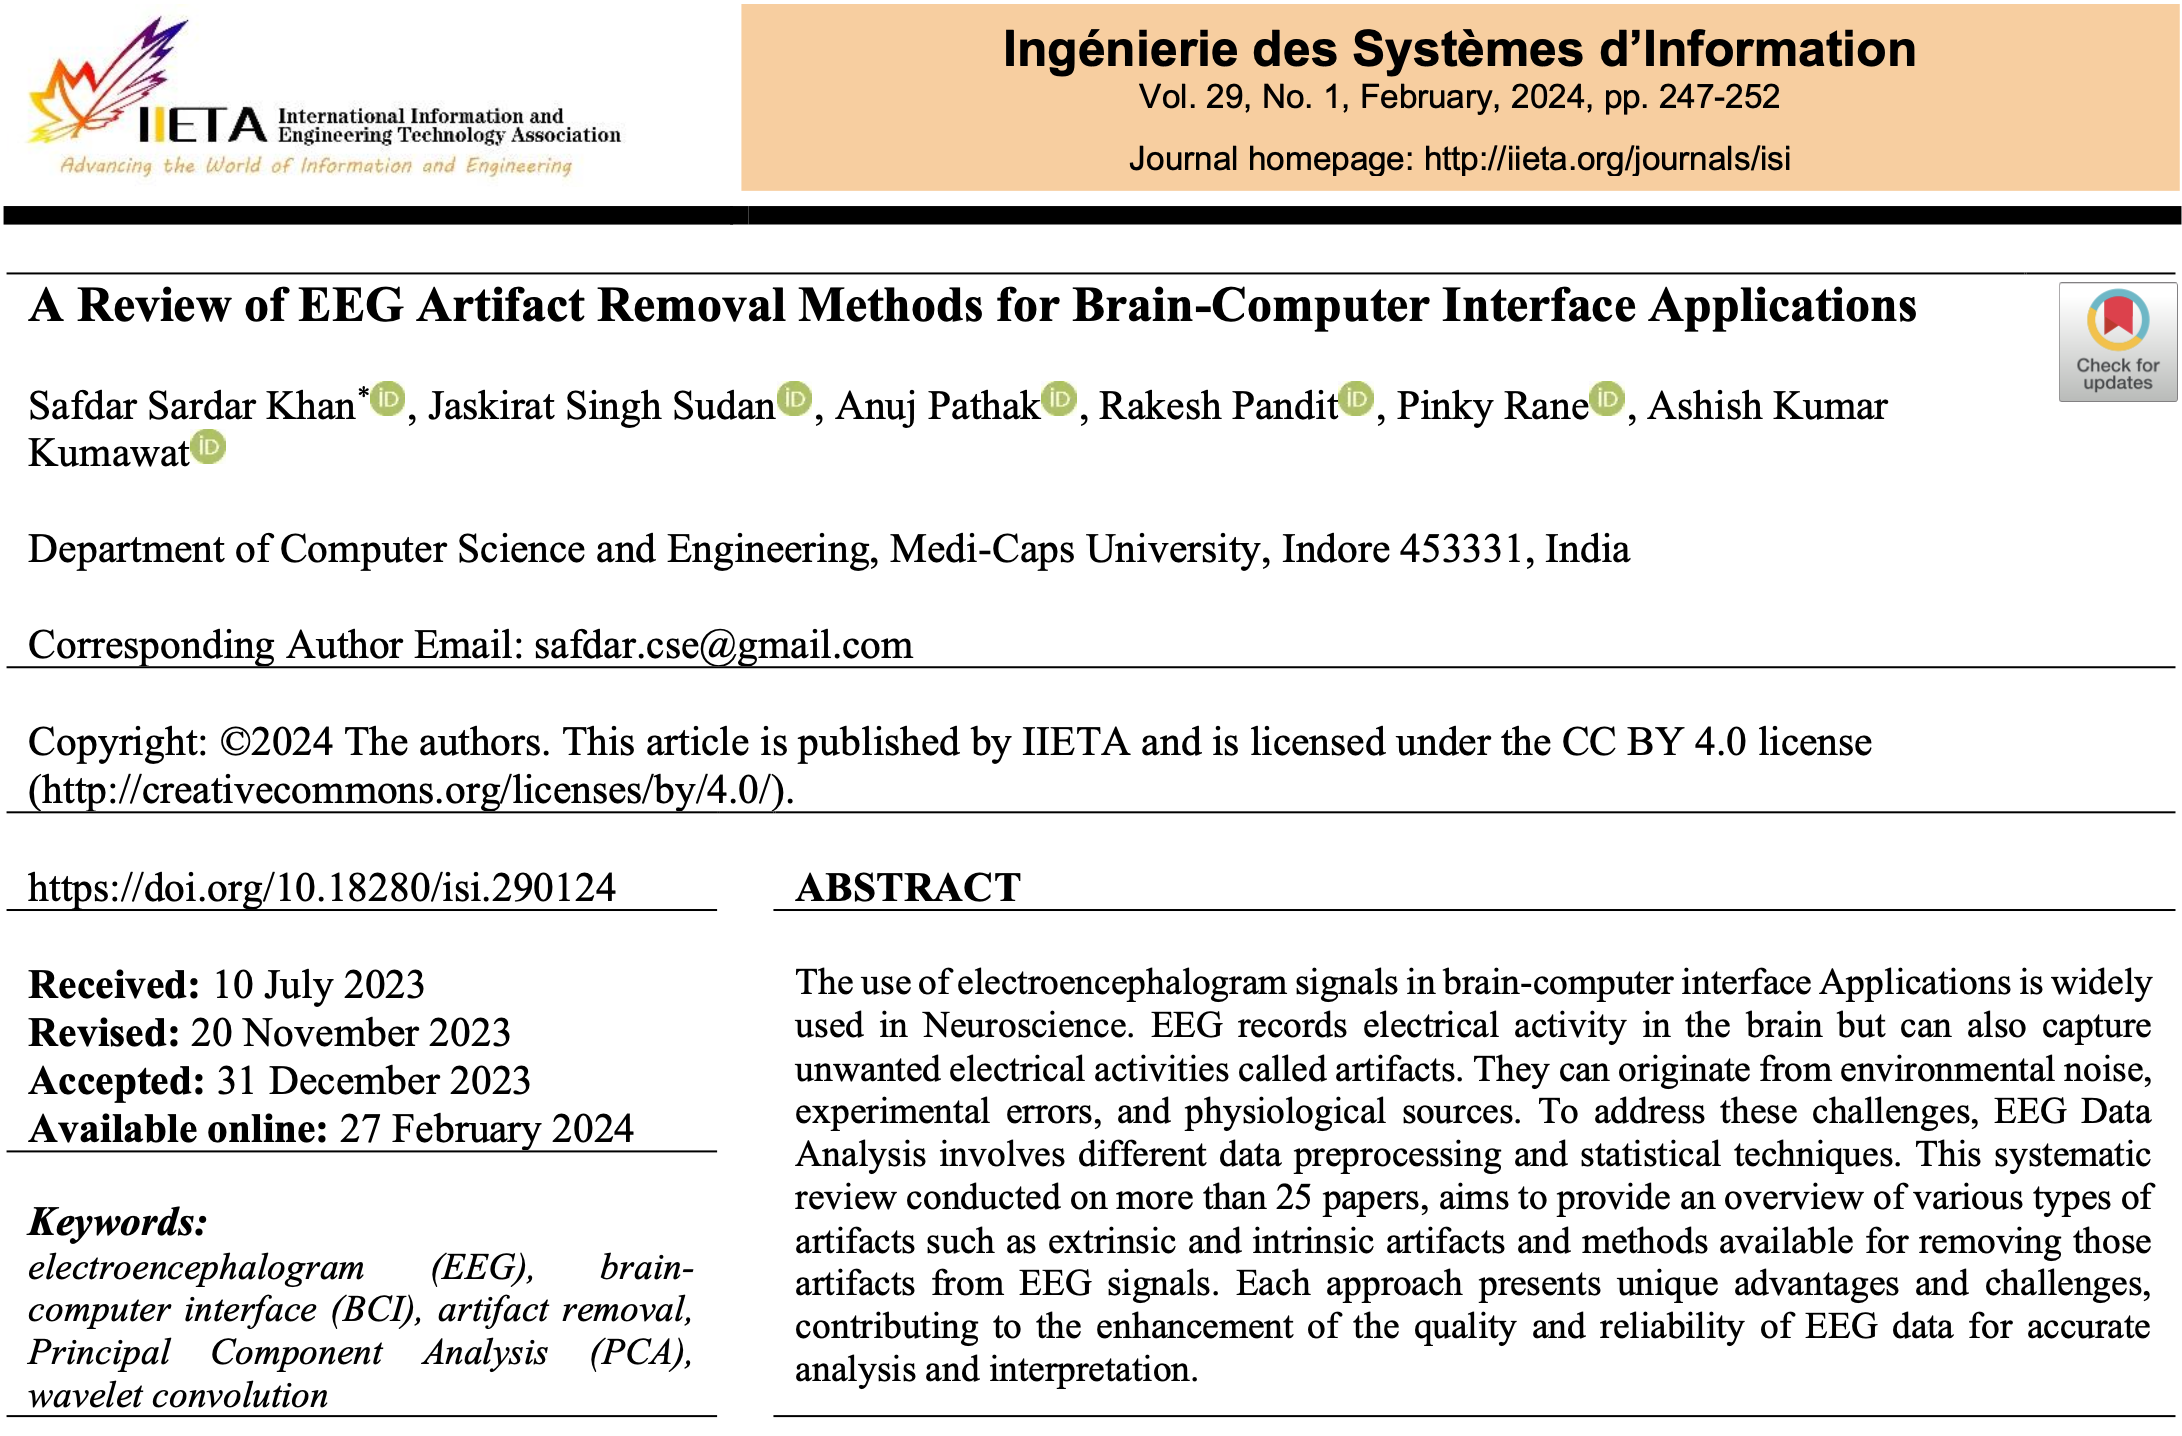 IIETA International Information and
Engineering Technology Association
Advancing the World of Information and Engineering
Ingénierie des Systèmes d’Information
Vol. 29, No. 1, February, 2024, pp. 247-252
Journal homepage: http://iieta.org/journals/isi
A Review of EEG Artifact Removal Methods for Brain-Computer Interface Applications
Check for
updates
Safdar Sardar Khan* iD, Jaskirat Singh Sudan iD, Anuj Pathak iD, Rakesh Pandit iD, Pinky Rane iD, Ashish Kumar
Kumawat iD
Department of Computer Science and Engineering, Medi-Caps University, Indore 453331, India
Corresponding Author Email: safdar.cse@gmail.com
Copyright: ©2024 The authors. This article is published by IIETA and is licensed under the CC BY 4.0 license
(http://creativecommons.org/licenses/by/4.0/).
https://doi.org/10.18280/isi.290124
Received: 10 July 2023
Revised: 20 November 2023
Accepted: 31 December 2023
Available online: 27 February 2024
Keywords:
electroencephalogram (EEG), brain-
computer interface (BCI), artifact removal,
Principal Component Analysis (PCA),
wavelet convolution
ABSTRACT
The use of electroencephalogram signals in brain-computer interface Applications is widely
used in Neuroscience. EEG records electrical activity in the brain but can also capture
unwanted electrical activities called artifacts. They can originate from environmental noise,
experimental errors, and physiological sources. To address these challenges, EEG Data
Analysis involves different data preprocessing and statistical techniques. This systematic
review conducted on more than 25 papers, aims to provide an overview of various types of
artifacts such as extrinsic and intrinsic artifacts and methods available for removing those
artifacts from EEG signals. Each approach presents unique advantages and challenges,
contributing to the enhancement of the quality and reliability of EEG data for accurate
analysis and interpretation.